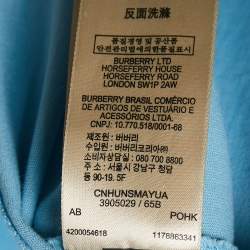 反面洗滌
품질경영 및 공산품
안전관리법에의한 품질표시
BURBERRY LTD
HORSEFERRY HOUSE
HORSEFERRY ROAD
LONDON SW1P 2AW
BURBERRY BRASIL COMÉRCIO
DE ARTIGOS DE VESTUÁRIO E
ACESSÓRIOS LTDA.
CNPJ: 10.770.518/0001-68
제조원 : 버버리
수입원 : 버버리 코리아㈜
소비자상담실 : 080-700-8800
주소 : 서울시 강남구 청담
동 90-19. 5F
CNHUNSMAYUA
3905029 / 65B
AB POHK
4200054618 1178863341